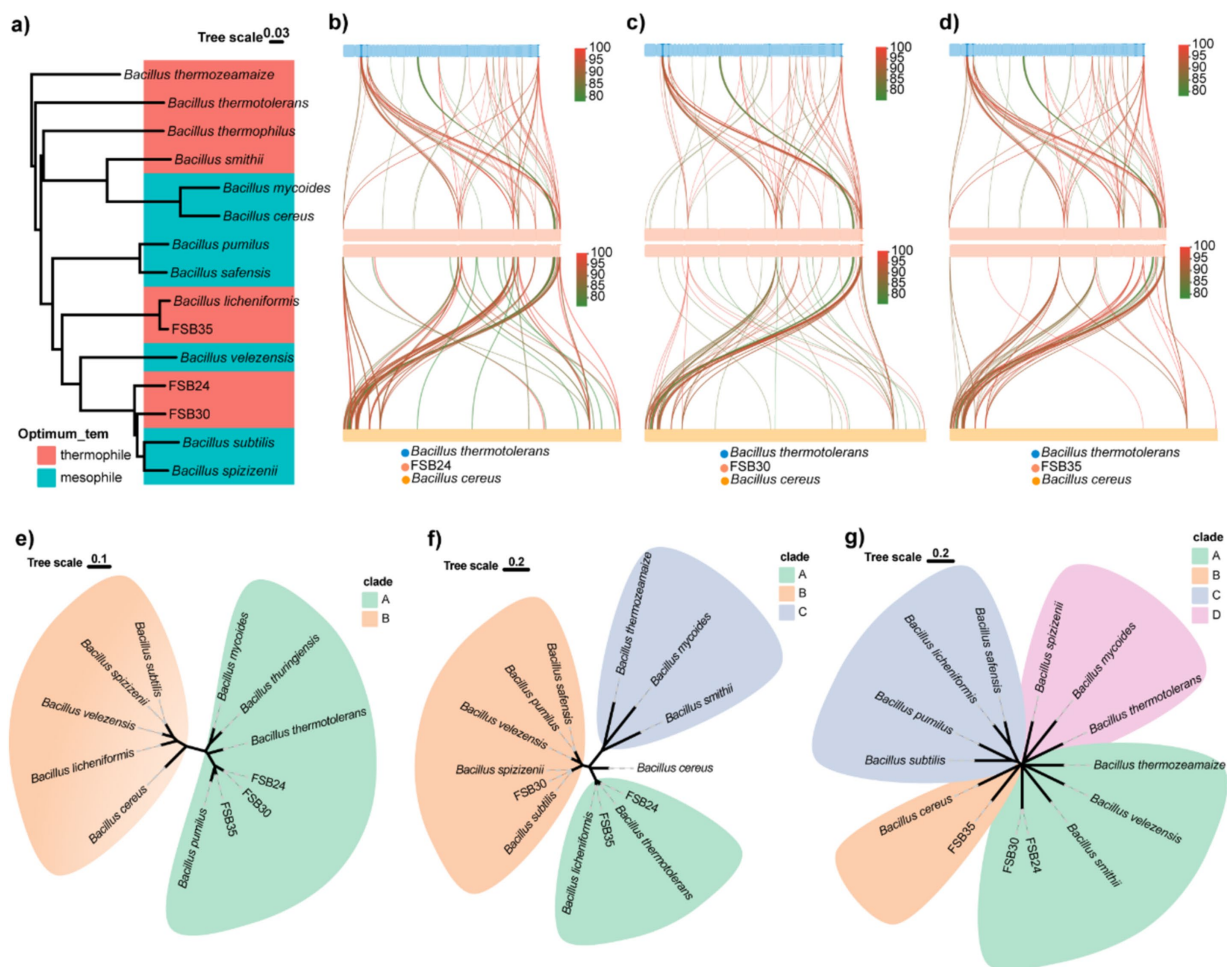 a)
Tree scale 0.03
Bacillus thermozeamaize
Bacillus thermotolerans
Bacillus thermophilus
Bacillus smithii
Bacillus mycoides
Bacillus cereus
Bacillus pumilus
Bacillus safensis
Bacillus licheniformis
FSB35
Bacillus velezensis
FSB24
FSB30
Bacillus subtilis
Bacillus spizizenii
Optimum_tem
thermophile
mesophile
b)
100
95
90
85
80
100
95
90
85
80
Bacillus thermotolerans
FSB24
Bacillus cereus
c)
100
95
90
85
80
100
95
90
85
80
Bacillus thermotolerans
FSB30
Bacillus cereus
d)
100
95
90
85
80
100
95
90
85
80
Bacillus thermotolerans
FSB35
Bacillus cereus
e)
Tree scale 0.1
clade
A
B
Bacillus subtilis
Bacillus spizizenii
Bacillus velezensis
Bacillus licheniformis
Bacillus cereus
Bacillus mycoides
Bacillus thuringiensis
Bacillus thermotolerans
FSB24
FSB30
FSB35
Bacillus pumilus
f)
Tree scale 0.2
clade
A
B
C
Bacillus thermozeamaize
Bacillus mycoides
Bacillus smithii
Bacillus cereus
Bacillus safensis
Bacillus pumilus
Bacillus velezensis
Bacillus spizizenii
FSB30
Bacillus subtilis
FSB24
Bacillus thermotolerans
FSB35
Bacillus licheniformis
g)
Tree scale 0.2
clade
A
B
C
D
Bacillus safensis
Bacillus licheniformis
Bacillus pumilus
Bacillus subtilis
Bacillus spizizenii
Bacillus mycoides
Bacillus thermotolerans
Bacillus thermozeamaize
Bacillus velezensis
Bacillus smithii
FSB24
FSB30
FSB35
Bacillus cereus